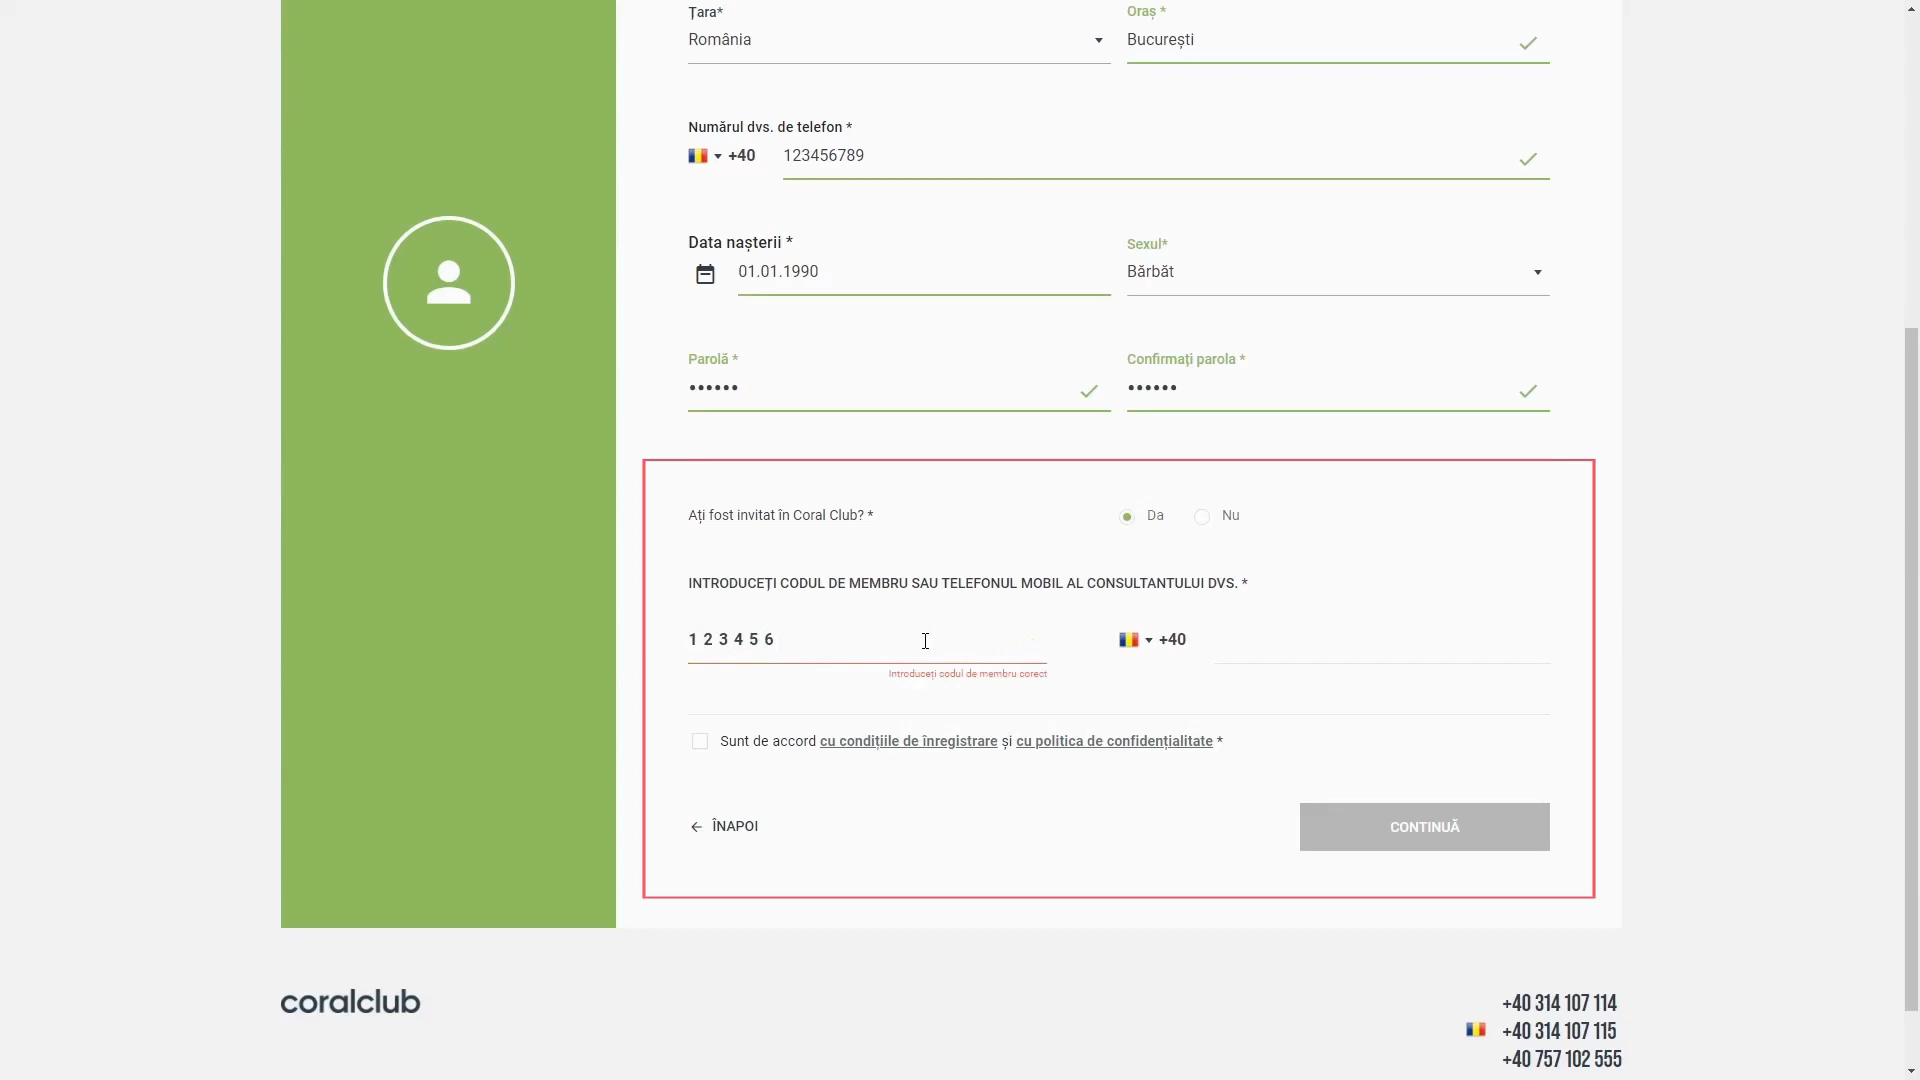 Țara*
Oraș *
România
București
Numărul dvs. de telefon *
+40 123456789
Data nașterii *
Sexul*
01.01.1990
Bărbăt
Parolă *
Confirmați parola *
••••••
••••••
Ați fost invitat în Coral Club? *
Da
Nu
INTRODUCEȚI CODUL DE MEMBRU SAU TELEFONUL MOBIL AL CONSULTANTULUI DVS. *
1 2 3 4 5 6
+40
Introduceți codul de membru corect
Sunt de accord cu condițiile de înregistrare și cu politica de confidențialitate *
← ÎNAPOI
CONTINUĂ
coralclub
+40 314 107 114
+40 314 107 115
+40 757 102 555